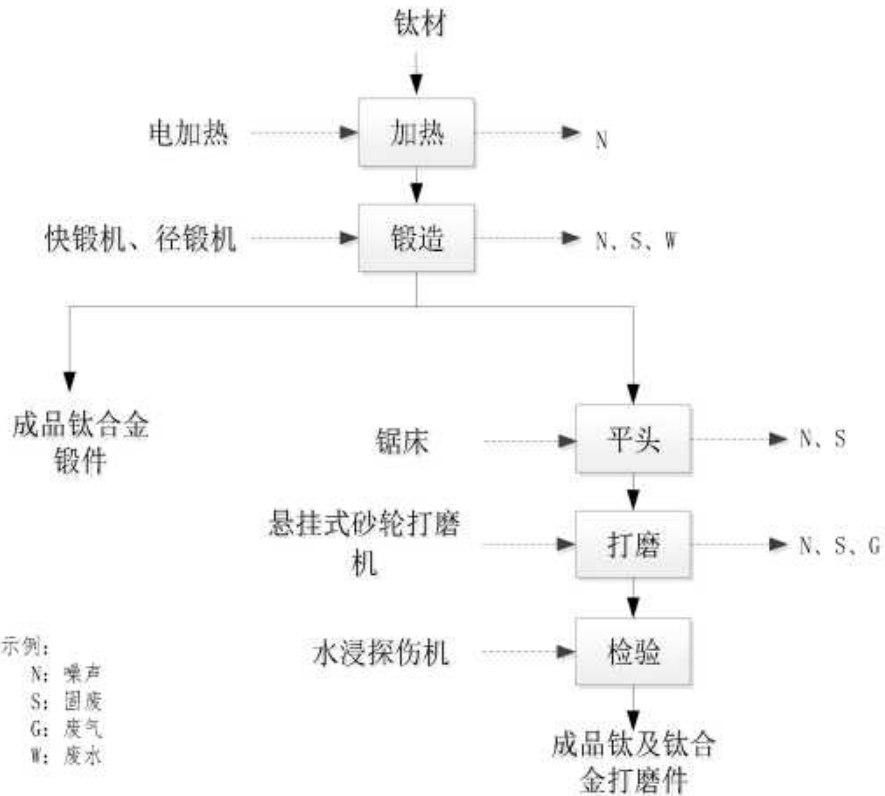 钛材
电加热
加热
N
快锻机、径锻机
锻造
N、S、W
成品钛合金
锻件
锯床
平头
N、S
悬挂式砂轮打磨
机
打磨
N、S、G
水浸探伤机
检验
成品钛及钛合
金打磨件
示例：
N：噪声
S：固废
G：废气
W：废水